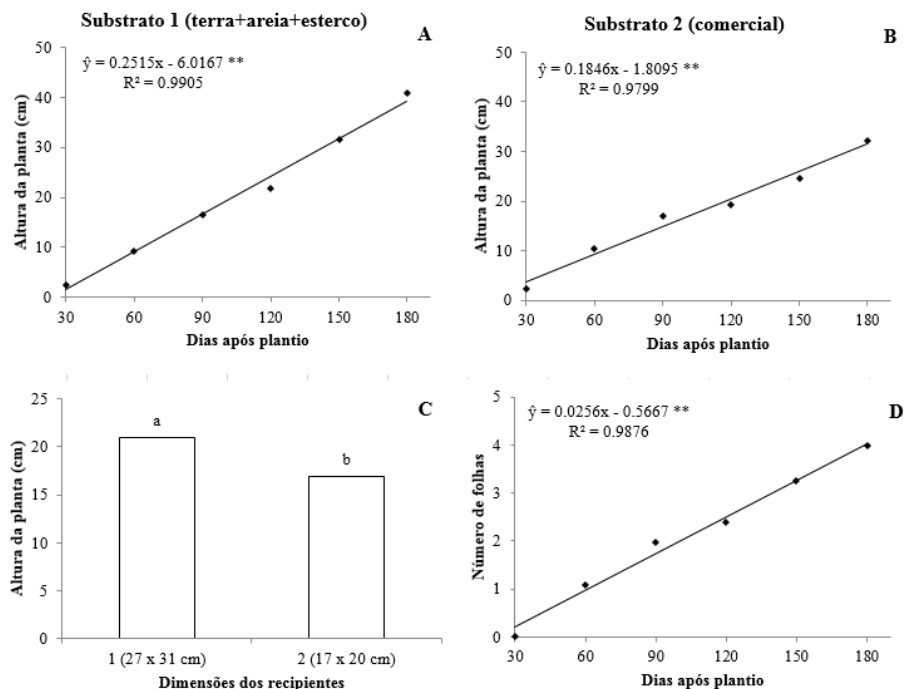 Substrato 1 (terra+areia+esterco)
A
ŷ = 0.2515x - 6.0167 **
R² = 0.9905
Altura da planta (cm)
50
40
30
20
10
0
30 60 90 120 150 180
Dias após plantio
Substrato 2 (comercial)
B
ŷ = 0.1846x - 1.8095 **
R² = 0.9799
Altura da planta (cm)
50
40
30
20
10
0
30 60 90 120 150 180
Dias após plantio
C
Altura da planta (cm)
25
20
15
10
5
0
a
b
1 (27 x 31 cm) 2 (17 x 20 cm)
Dimensões dos recipientes
D
ŷ = 0.0256x - 0.5667 **
R² = 0.9876
Número de folhas
5
4
3
2
1
0
30 60 90 120 150 180
Dias após plantio